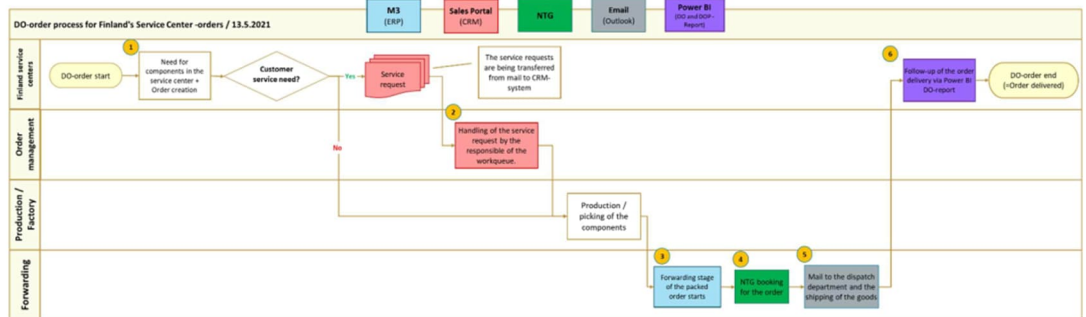 M3
(ERP)
Sales Portal
(CRM)
NTG
Email
(Outlook)
Power BI
(DO and DOP -
Report)
DO-order process for Finland's Service Center -orders / 13.5.2021
Finland service
centers
DO-order start
1
Need for
components in the
service center +
Order creation
Customer
service need?
Yes
Service
request
The service requests
are being transferred
from mail to CRM-
system
6
Follow-up of the order
delivery via Power BI
DO-report
DO-order end
(=Order delivered)
Order
management
No
2
Handling of the service
request by the
responsible of the
workqueue.
Production /
Factory
Production /
picking of the
components
Forwarding
3
Forwarding stage
of the packed
order starts
4
NTG booking
for the order
5
Mail to the dispatch
department and the
shipping of the goods